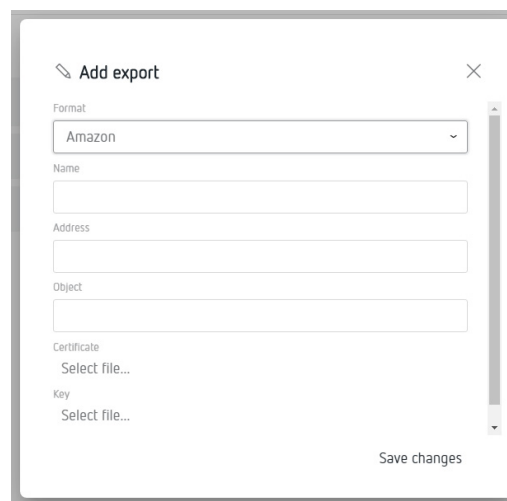 Add export
Format
Amazon
Name
Address
Object
Certificate
Select file...
Key
Select file...
Save changes